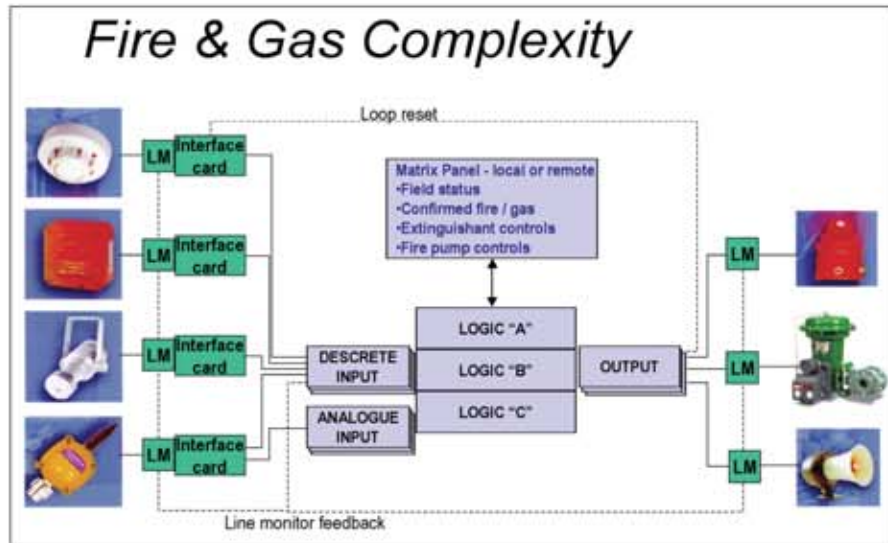 Fire & Gas Complexity
Loop reset
LM
Interface
card
Matrix Panel - local or remote
•Field status
•Confirmed fire / gas
•Extinguishant controls
•Fire pump controls
LM
Interface
card
LM
LM
Interface
card
DESCRETE
INPUT
LOGIC "A"
LOGIC "B"
LOGIC "C"
OUTPUT
LM
ANALOGUE
INPUT
LM
Interface
card
LM
Line monitor feedback